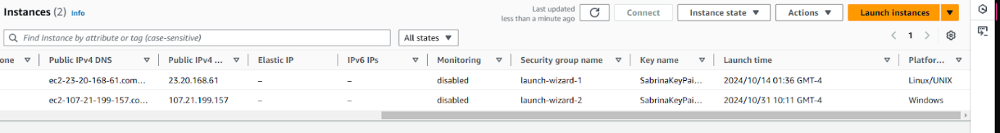 Instances (2) Info
Last updated
less than a minute ago
Connect
Instance state
Actions
Launch instances
Find Instance by attribute or tag (case-sensitive)
All states
1
one Public IPv4 DNS Public IPv4 ... Elastic IP IPv6 IPs Monitoring Security group name Key name Launch time Platfor...
ec2-23-20-168-61.com... 23.20.168.61 – – disabled launch-wizard-1 SabrinaKeyPai... 2024/10/14 01:36 GMT-4 Linux/UNIX
ec2-107-21-199-157.co... 107.21.199.157 – – disabled launch-wizard-2 SabrinaKeyPai... 2024/10/31 10:11 GMT-4 Windows